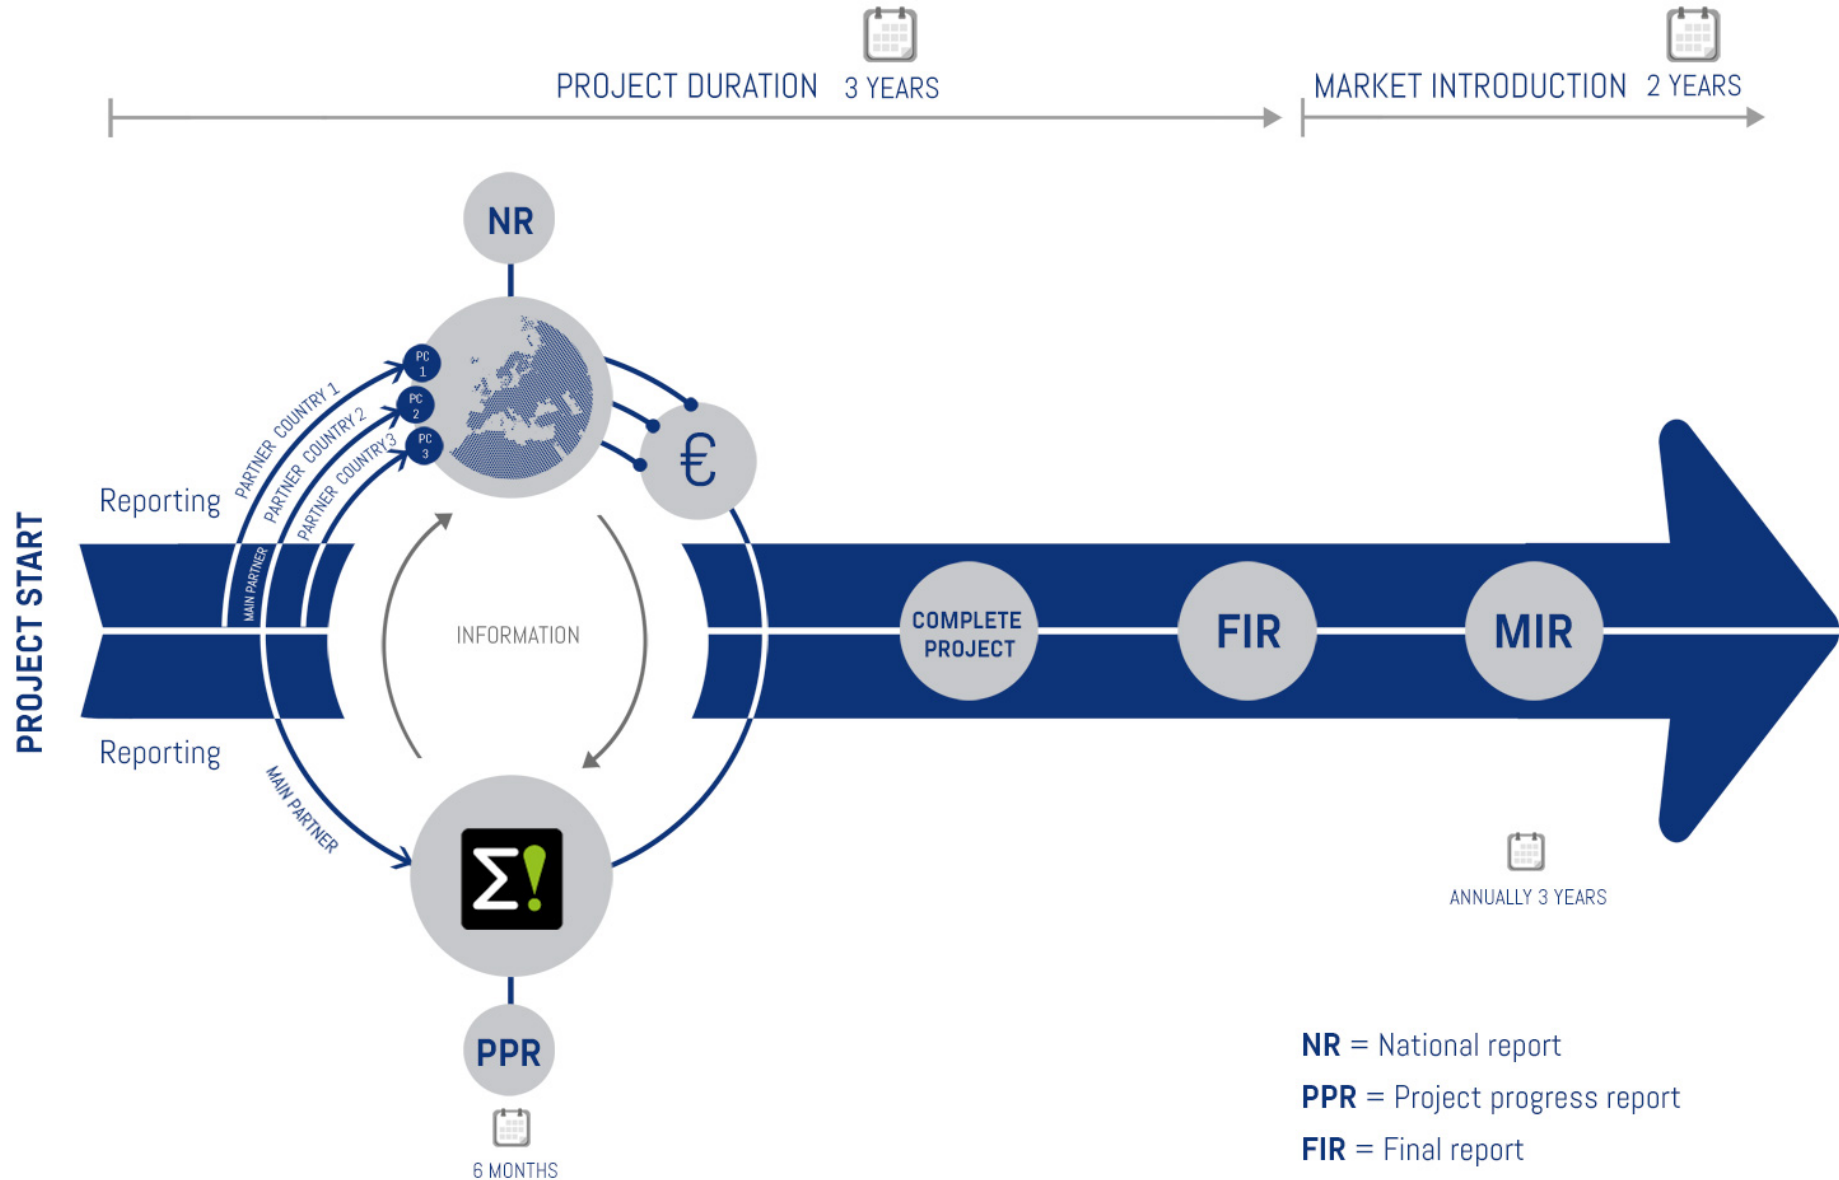 PROJECT DURATION 3 YEARS
MARKET INTRODUCTION 2 YEARS
NR
PC
1
PC
2
PC
3
PARTNER COUNTRY 1
PARTNER COUNTRY 2
PARTNER COUNTRY 3
€
Reporting
MAIN PARTNER
PROJECT START
INFORMATION
COMPLETE
PROJECT
FIR
MIR
Reporting
MAIN PARTNER
Σ!
ANNUALLY 3 YEARS
PPR
6 MONTHS
NR = National report
PPR = Project progress report
FIR = Final report